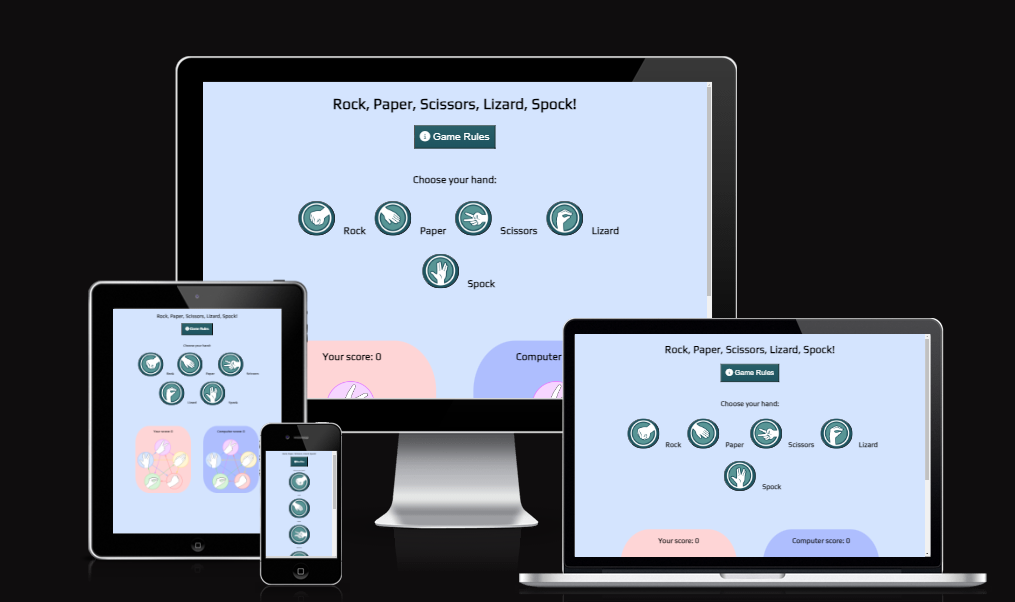 Rock, Paper, Scissors, Lizard, Spock!
Game Rules
Choose your hand:
Rock Paper Scissors Lizard
Spock
Your score: 0 Computer
Rock, Paper, Scissors, Lizard, Spock!
Game Rules
Choose your hand:
Rock Paper Scissors
Lizard Spock
Your score: 0 Computer score: 0
Rock, Paper, Scissors, Lizard, Spock!
Game Rules
Choose your hand:
Rock Paper Scissors Lizard
Spock
Your score: 0 Computer score: 0